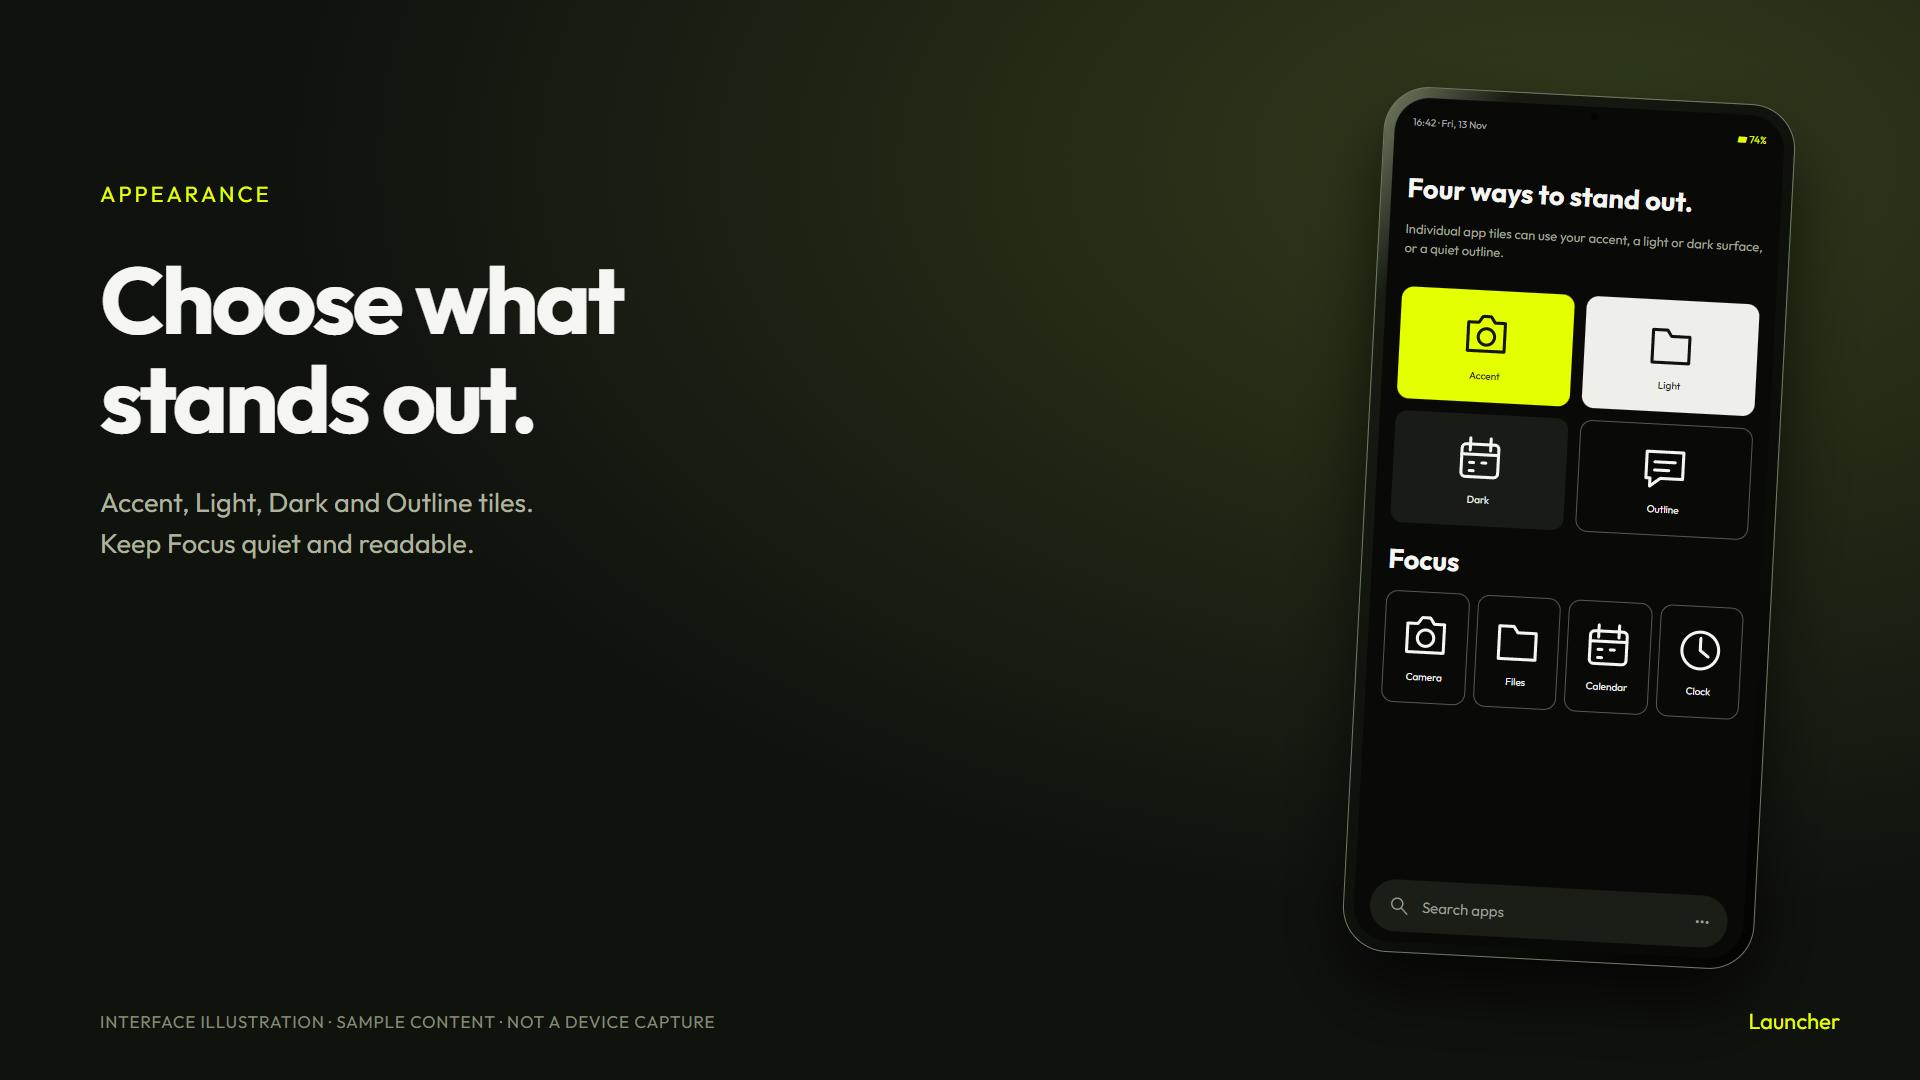 APPEARANCE
Choose what
stands out.
Accent, Light, Dark and Outline tiles.
Keep Focus quiet and readable.
16:42 · Fri, 13 Nov
74%
Four ways to stand out.
Individual app tiles can use your accent, a light or dark surface,
or a quiet outline.
Accent
Light
Dark
Outline
Focus
Camera
Files
Calendar
Clock
Search apps
INTERFACE ILLUSTRATION · SAMPLE CONTENT · NOT A DEVICE CAPTURE
Launcher